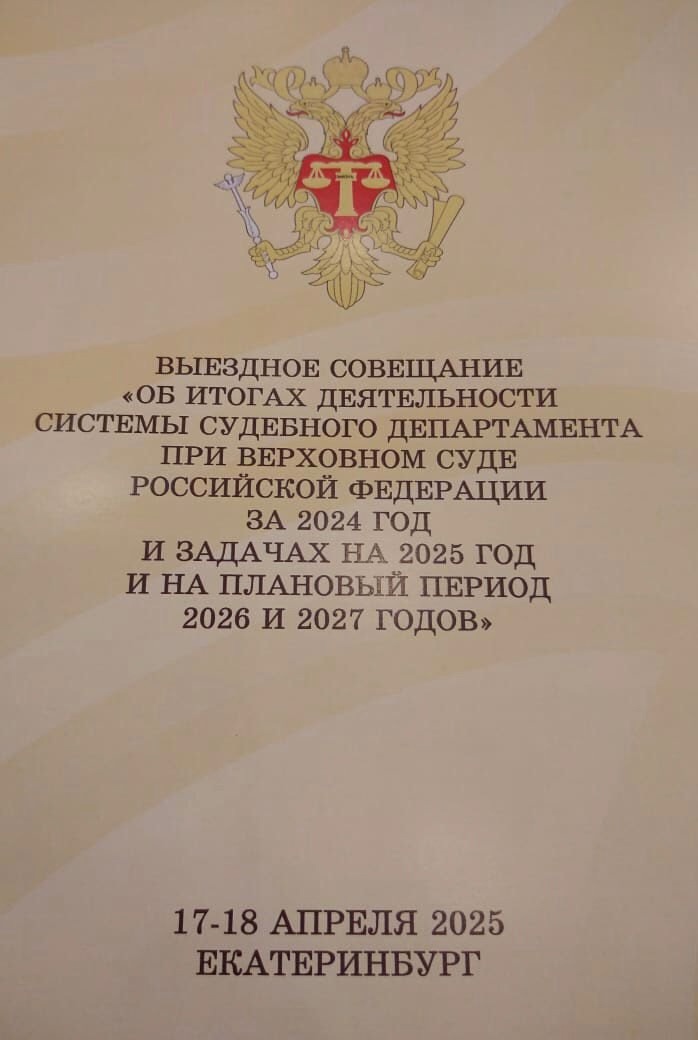 ВЫЕЗДНОЕ СОВЕЩАНИЕ
«ОБ ИТОГАХ ДЕЯТЕЛЬНОСТИ
СИСТЕМЫ СУДЕБНОГО ДЕПАРТАМЕНТА
ПРИ ВЕРХОВНОМ СУДЕ
РОССИЙСКОЙ ФЕДЕРАЦИИ
ЗА 2024 ГОД
И ЗАДАЧАХ НА 2025 ГОД
И НА ПЛАНОВЫЙ ПЕРИОД
2026 И 2027 ГОДОВ»
17-18 АПРЕЛЯ 2025
ЕКАТЕРИНБУРГ